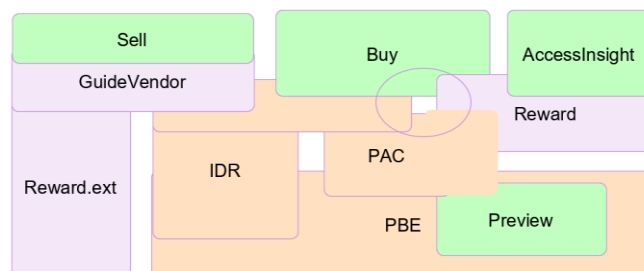 Sell
Buy
AccessInsight
GuideVendor
Reward
IDR
PAC
Reward.ext
PBE
Preview